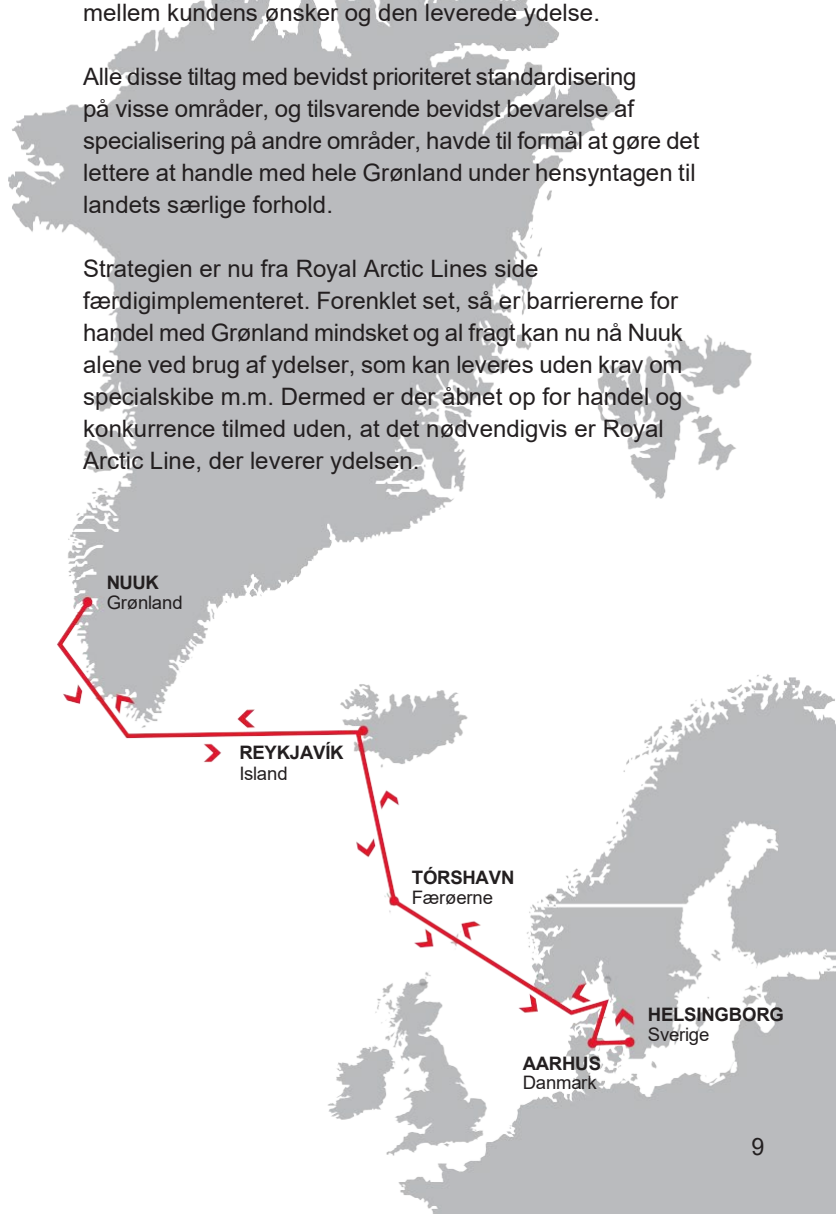 mellem kundens ønsker og den leverede ydelse.
Alle disse tiltag med bevidst prioriteret standardisering
på visse områder, og tilsvarende bevidst bevarelse af
specialisering på andre områder, havde til formål at gøre det
lettere at handle med hele Grønland under hensyntagen til
landets særlige forhold.
Strategien er nu fra Royal Arctic Lines side
færdigimplementeret. Forenklet set, så er barriererne for
handel med Grønland mindsket og al fragt kan nu nå Nuuk
alene ved brug af ydelser, som kan leveres uden krav om
specialskibe m.m. Dermed er der åbnet op for handel og
konkurrence tilmed uden, at det nødvendigvis er Royal
Arctic Line, der leverer ydelsen.
NUUK
Grønland
REYKJAVÍK
Island
TÓRSHAVN
Færøerne
HELSINGBORG
Sverige
AARHUS
Danmark
9